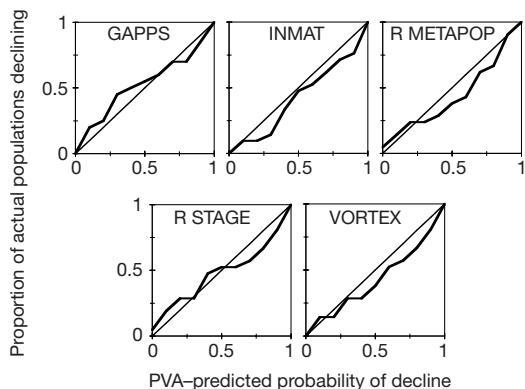 Proportion of actual populations declining
GAPPS
INMAT
R METAPOP
1
0.5
0
0 0.5 1
0 0.5 1
0 0.5 1
R STAGE
VORTEX
1
0.5
0
0 0.5 1
0 0.5 1
PVA–predicted probability of decline